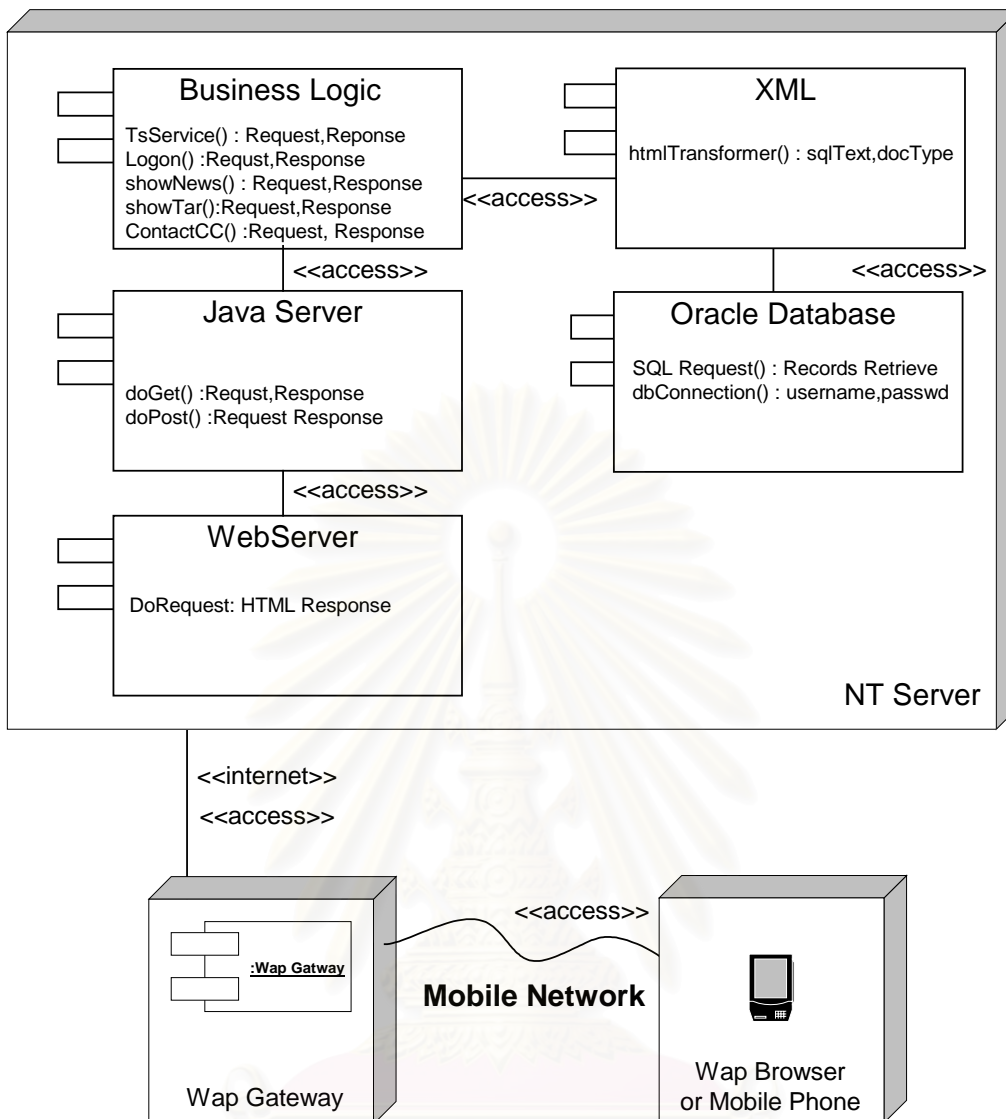 Business Logic
TsService() : Request,Reponse
Logon() :Requst,Response
showNews() : Request,Response
showTar():Request,Response
ContactCC() :Request, Response
<<access>>
XML
htmlTransformer() : sqlText,docType
<<access>>
<<access>>
Java Server
doGet() :Requst,Response
doPost() :Request Response
Oracle Database
SQL Request() : Records Retrieve
dbConnection() : username,passwd
<<access>>
WebServer
DoRequest: HTML Response
NT Server
<<internet>>
<<access>>
<<access>>
:Wap Gatway
Mobile Network
Wap Gateway
Wap Browser
or Mobile Phone